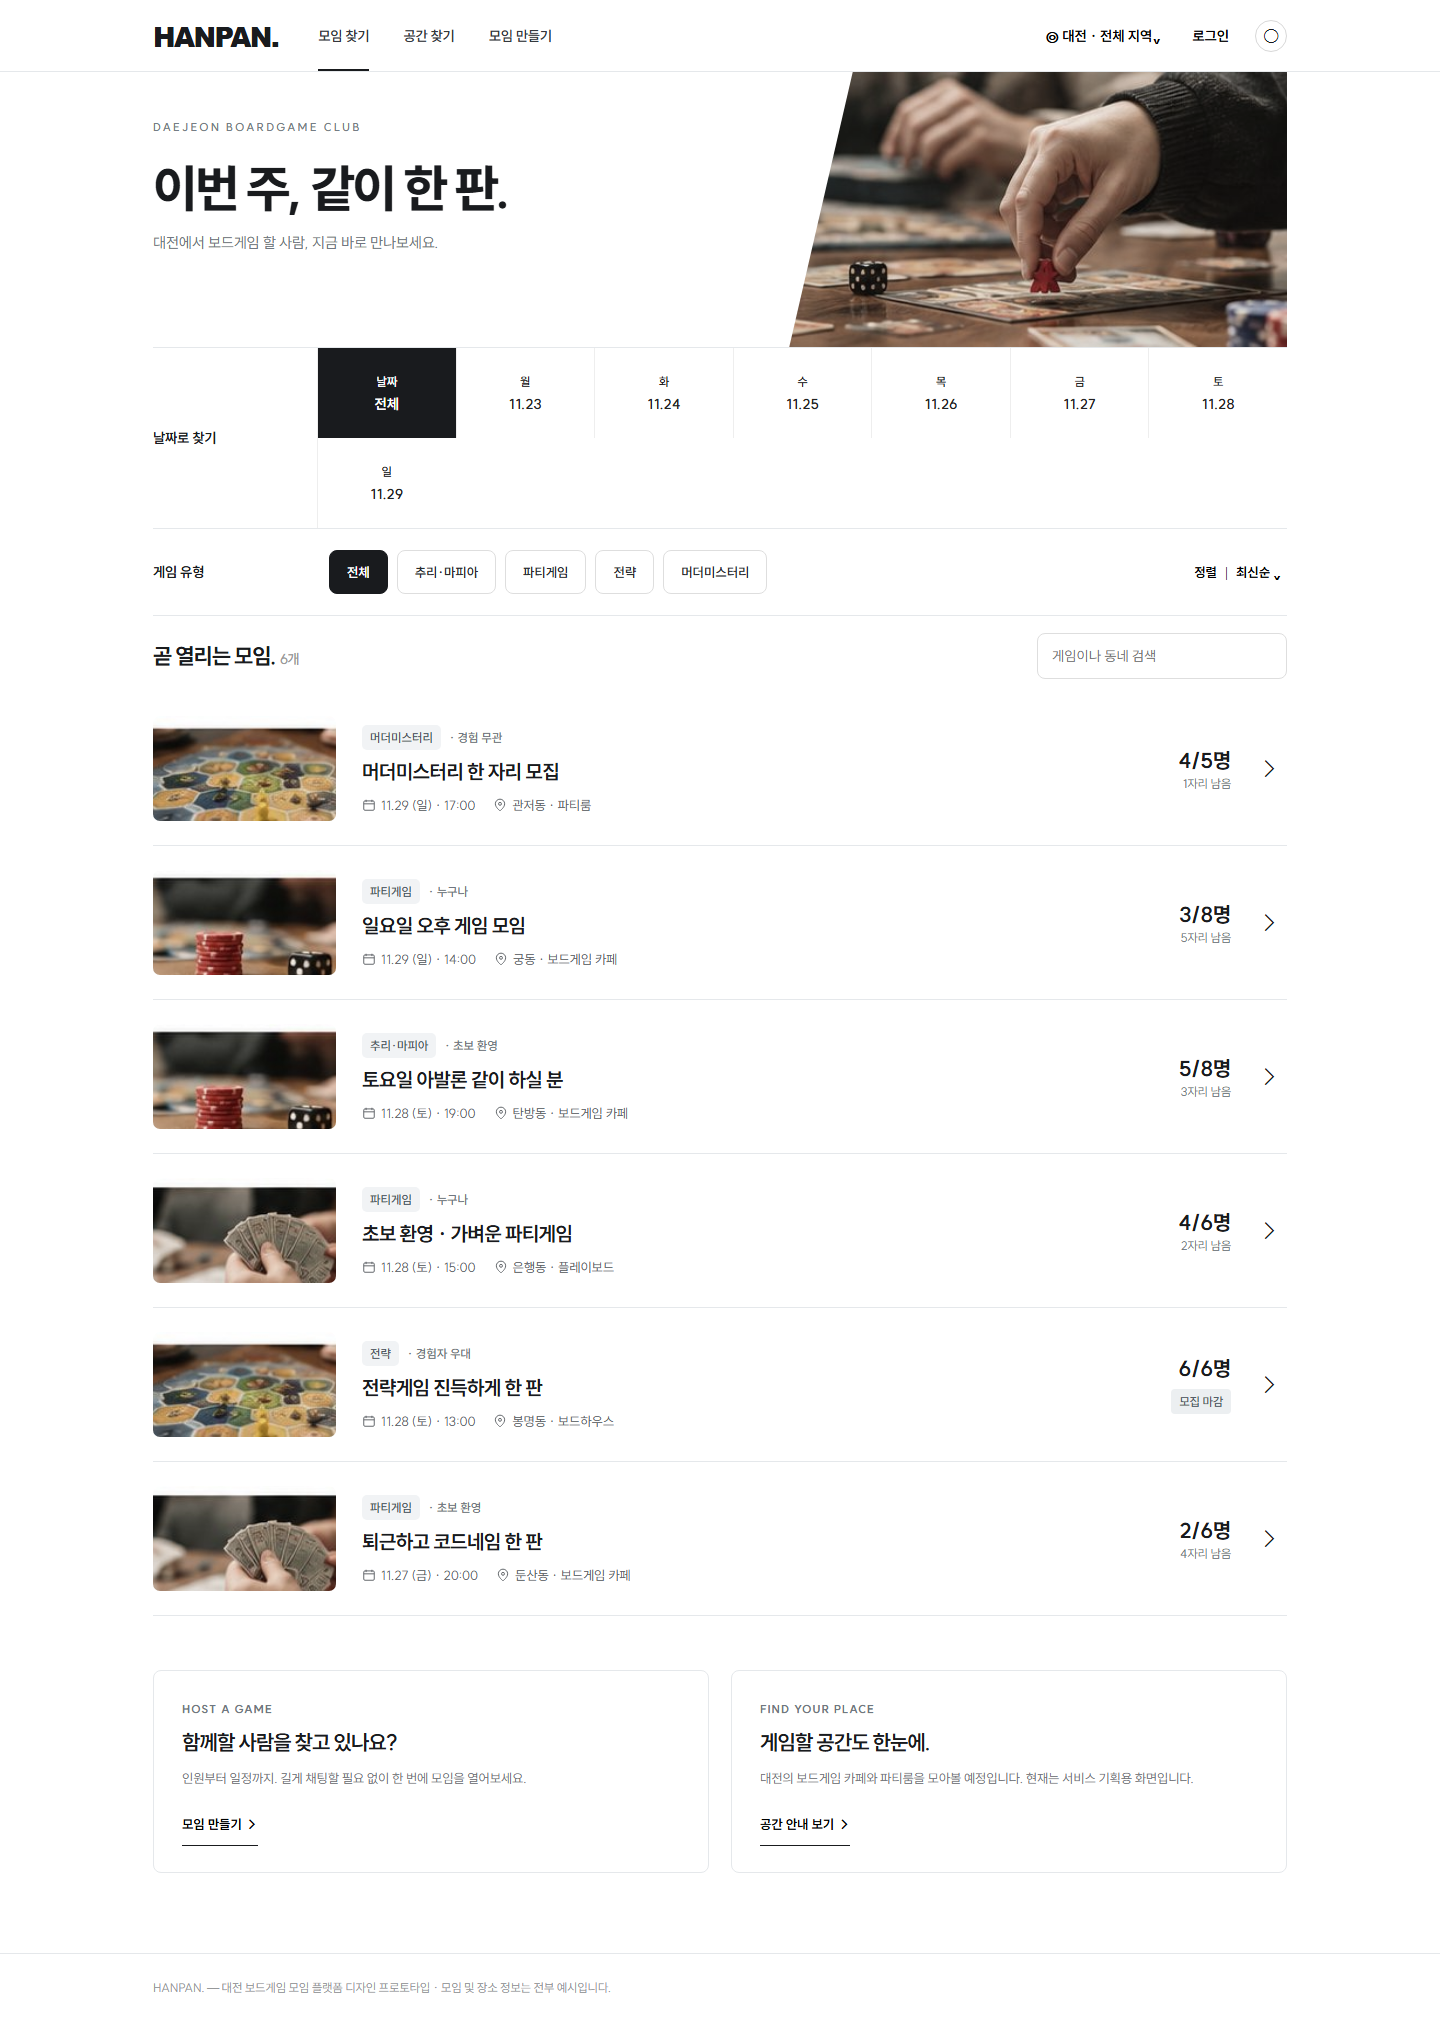 HANPAN. 모임 찾기 공간 찾기 모임 만들기 ◎ 대전 · 전체 지역 로그인
DAEJEON BOARDGAME CLUB
이번 주, 같이 한 판.
대전에서 보드게임 할 사람, 지금 바로 만나보세요.
날짜로 찾기
날짜 전체
월 11.23
화 11.24
수 11.25
목 11.26
금 11.27
토 11.28
일 11.29
게임 유형 전체 추리·마피아 파티게임 전략 머더미스터리 정렬 | 최신순
곧 열리는 모임. 6개 게임이나 동네 검색
머더미스터리 · 경험 무관
머더미스터리 한 자리 모집
11.29 (일) · 17:00 관저동 · 파티룸
4/5명
1자리 남음
파티게임 · 누구나
일요일 오후 게임 모임
11.29 (일) · 14:00 궁동 · 보드게임 카페
3/8명
5자리 남음
추리·마피아 · 초보 환영
토요일 아발론 같이 하실 분
11.28 (토) · 19:00 탄방동 · 보드게임 카페
5/8명
3자리 남음
파티게임 · 누구나
초보 환영 · 가벼운 파티게임
11.28 (토) · 15:00 은행동 · 플레이보드
4/6명
2자리 남음
전략 · 경험자 우대
전략게임 진득하게 한 판
11.28 (토) · 13:00 봉명동 · 보드하우스
6/6명
모집 마감
파티게임 · 초보 환영
퇴근하고 코드네임 한 판
11.27 (금) · 20:00 둔산동 · 보드게임 카페
2/6명
4자리 남음
HOST A GAME
함께할 사람을 찾고 있나요?
인원부터 일정까지. 길게 채팅할 필요 없이 한 번에 모임을 열어보세요.
모임 만들기
FIND YOUR PLACE
게임할 공간도 한눈에.
대전의 보드게임 카페와 파티룸을 모아볼 예정입니다. 현재는 서비스 기획용 화면입니다.
공간 안내 보기
HANPAN. — 대전 보드게임 모임 플랫폼 디자인 프로토타입 · 모임 및 장소 정보는 전부 예시입니다.